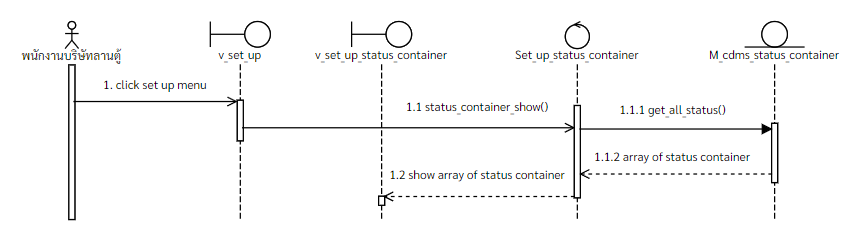 พนักงานบริษัทลานตู้
v_set_up
v_set_up_status_container
Set_up_status_container
M_cdms_status_container
1. click set up menu
1.1 status_container_show()
1.1.1 get_all_status()
1.1.2 array of status container
1.2 show array of status container